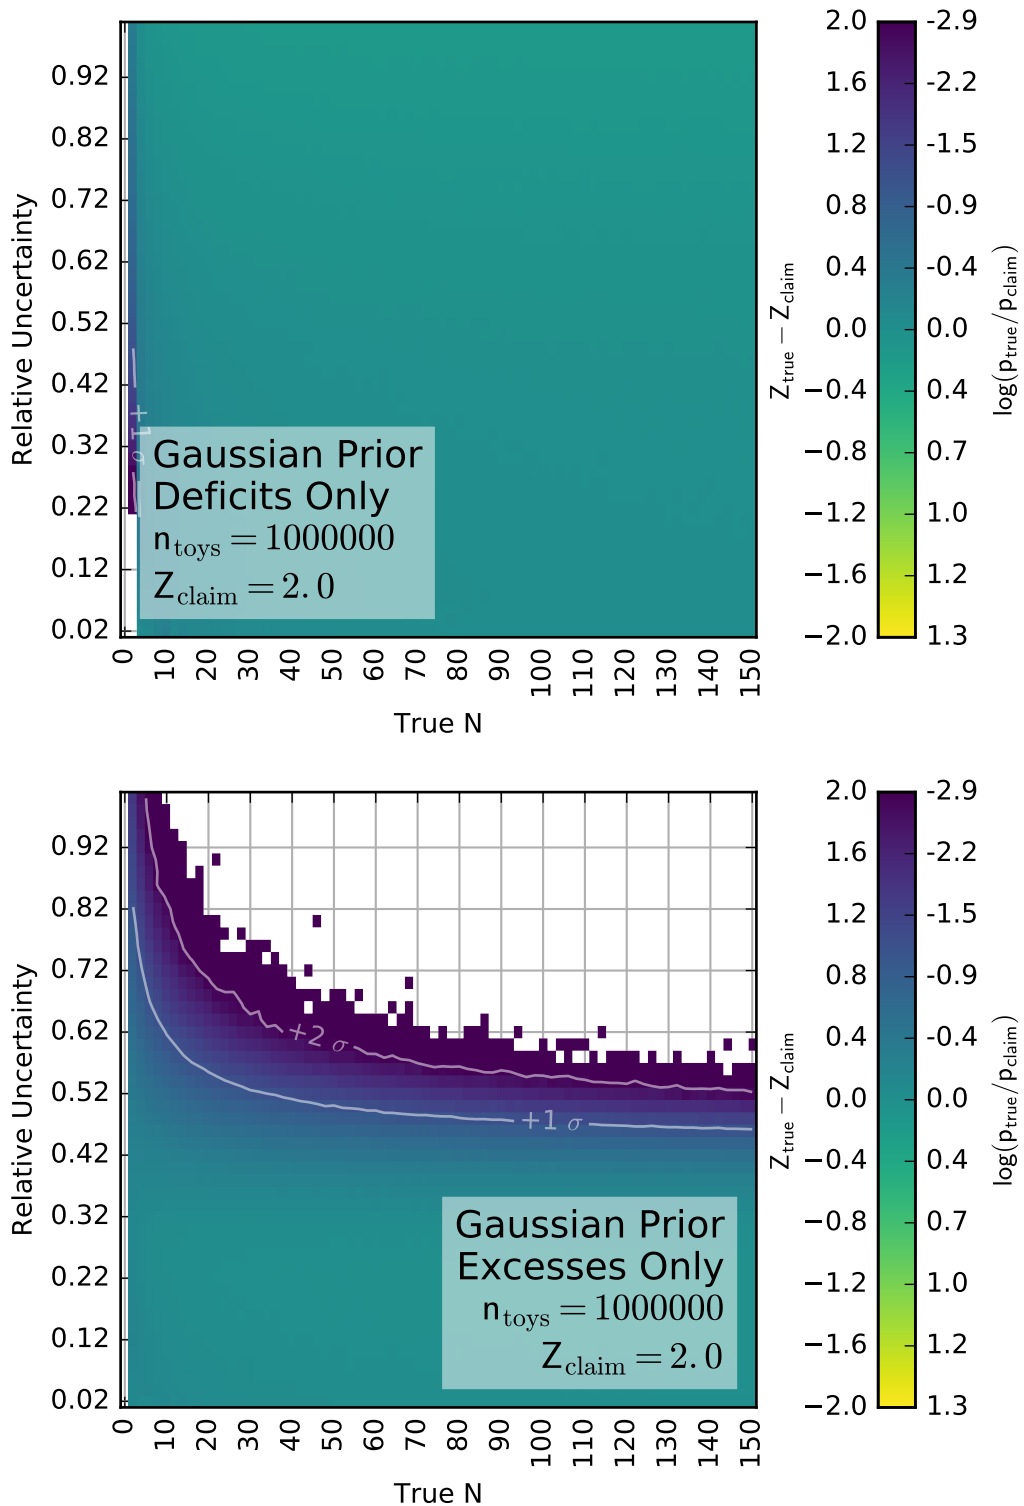 0.92
0.82
0.72
0.62
0.52
0.42
0.32
0.22
0.12
0.02
Relative Uncertainty
+1 σ
Gaussian Prior
Deficits Only
n_toys = 1000000
Z_claim = 2.0
0 10 20 30 40 50 60 70 80 90 100 110 120 130 140 150
True N
2.0 -2.9
1.6 -2.2
1.2 -1.5
0.8 -0.9
0.4 -0.4
0.0 0.0
−0.4 0.4
−0.8 0.7
−1.2 1.0
−1.6 1.2
−2.0 1.3
Z_true − Z_claim
log(p_true/p_claim)
0.92
0.82
0.72
0.62
0.52
0.42
0.32
0.22
0.12
0.02
Relative Uncertainty
+2 σ
+1 σ
Gaussian Prior
Excesses Only
n_toys = 1000000
Z_claim = 2.0
0 10 20 30 40 50 60 70 80 90 100 110 120 130 140 150
True N
2.0 -2.9
1.6 -2.2
1.2 -1.5
0.8 -0.9
0.4 -0.4
0.0 0.0
−0.4 0.4
−0.8 0.7
−1.2 1.0
−1.6 1.2
−2.0 1.3
Z_true − Z_claim
log(p_true/p_claim)